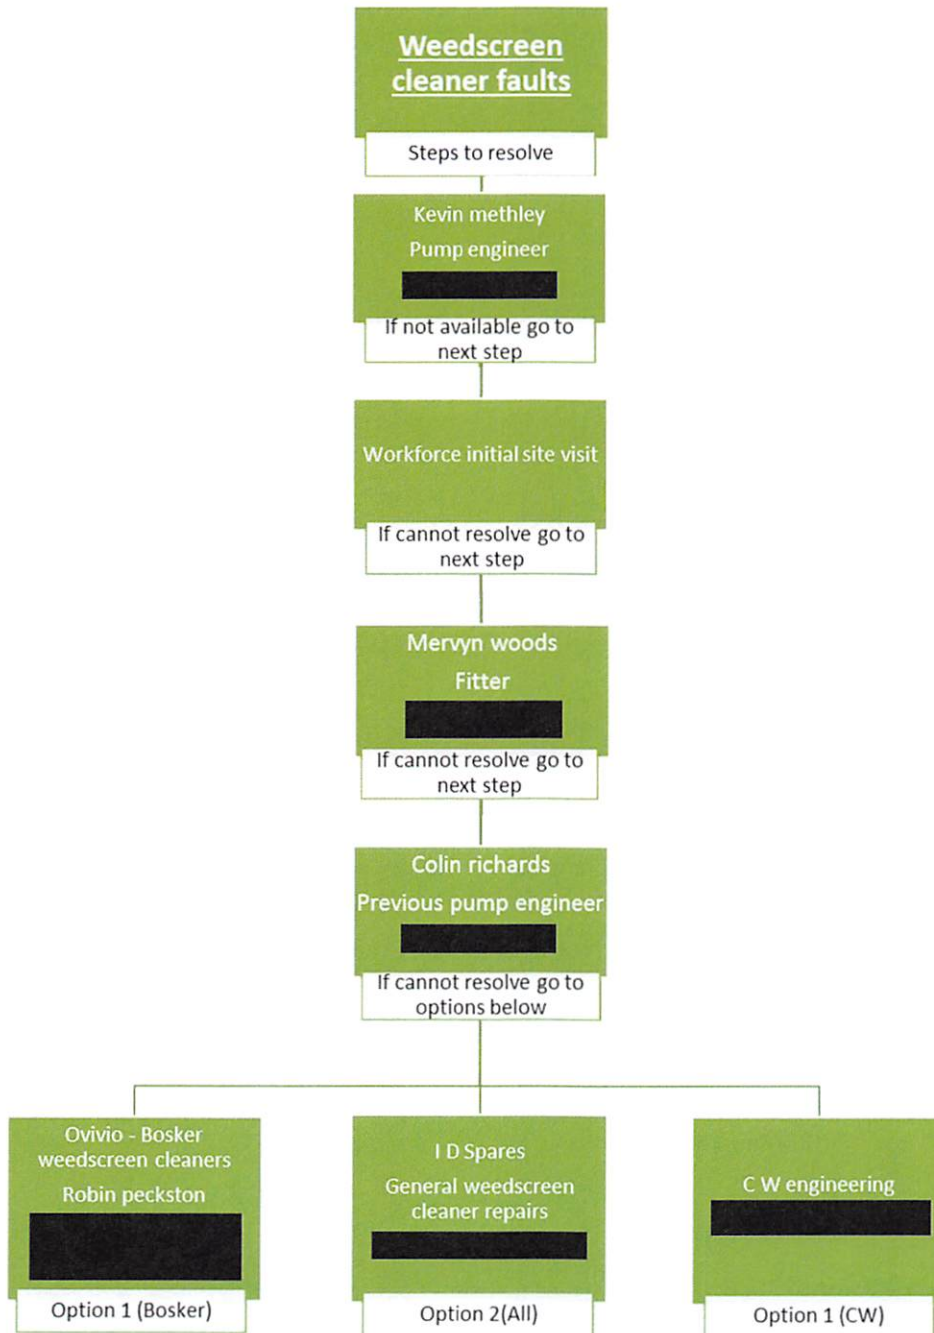 Weedscreen
cleaner faults
Steps to resolve
Kevin methley
Pump engineer
If not available go to
next step
Workforce initial site visit
If cannot resolve go to
next step
Mervyn woods
Fitter
If cannot resolve go to
next step
Colin richards
Previous pump engineer
If cannot resolve go to
options below
Ovivio - Bosker
weedscreen cleaners
Robin peckston
Option 1 (Bosker)
I D Spares
General weedscreen
cleaner repairs
Option 2(All)
C W engineering
Option 1 (CW)